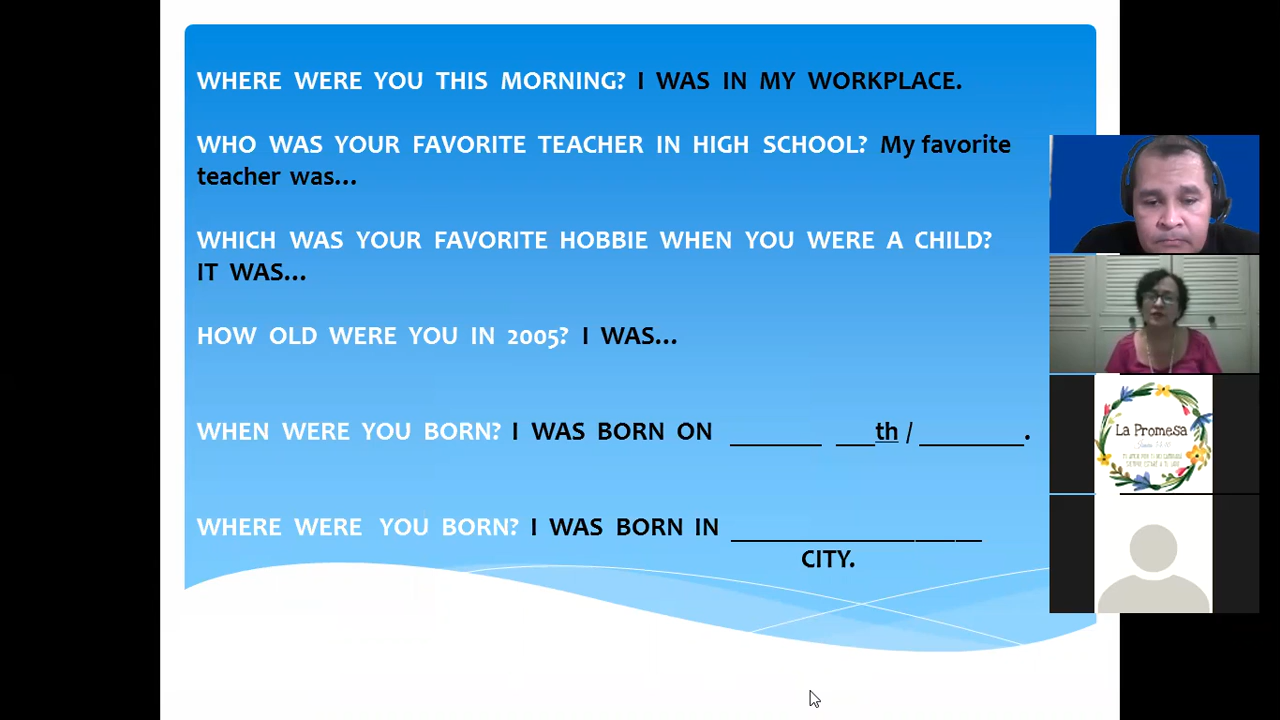 WHERE WERE YOU THIS MORNING? I WAS IN MY WORKPLACE.
WHO WAS YOUR FAVORITE TEACHER IN HIGH SCHOOL? My favorite
teacher was...
WHICH WAS YOUR FAVORITE HOBBIE WHEN YOU WERE A CHILD?
IT WAS...
HOW OLD WERE YOU IN 2005? I WAS...
WHEN WERE YOU BORN? I WAS BORN ON _______ ___th / ________.
WHERE WERE YOU BORN? I WAS BORN IN ___________________
CITY.
La Promesa